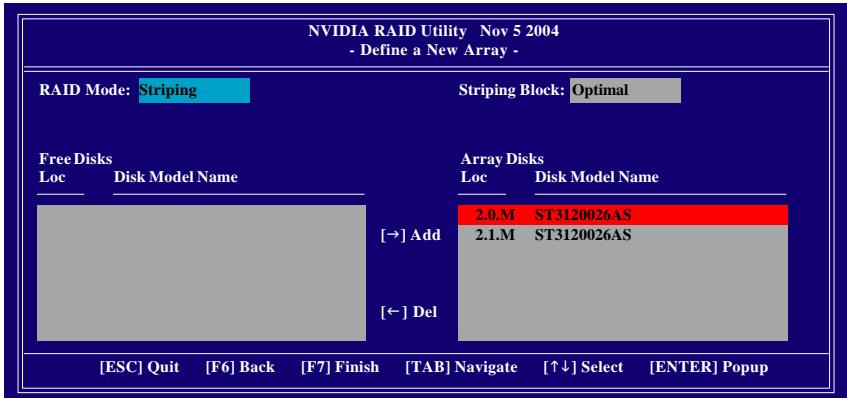 NVIDIA RAID Utility Nov 5 2004
- Define a New Array -
RAID Mode: Striping
Striping Block: Optimal
Free Disks
Loc Disk Model Name
Array Disks
Loc Disk Model Name
2.0.M ST3120026AS
[→] Add
2.1.M ST3120026AS
[←] Del
[ESC] Quit [F6] Back [F7] Finish [TAB] Navigate [↑↓] Select [ENTER] Popup